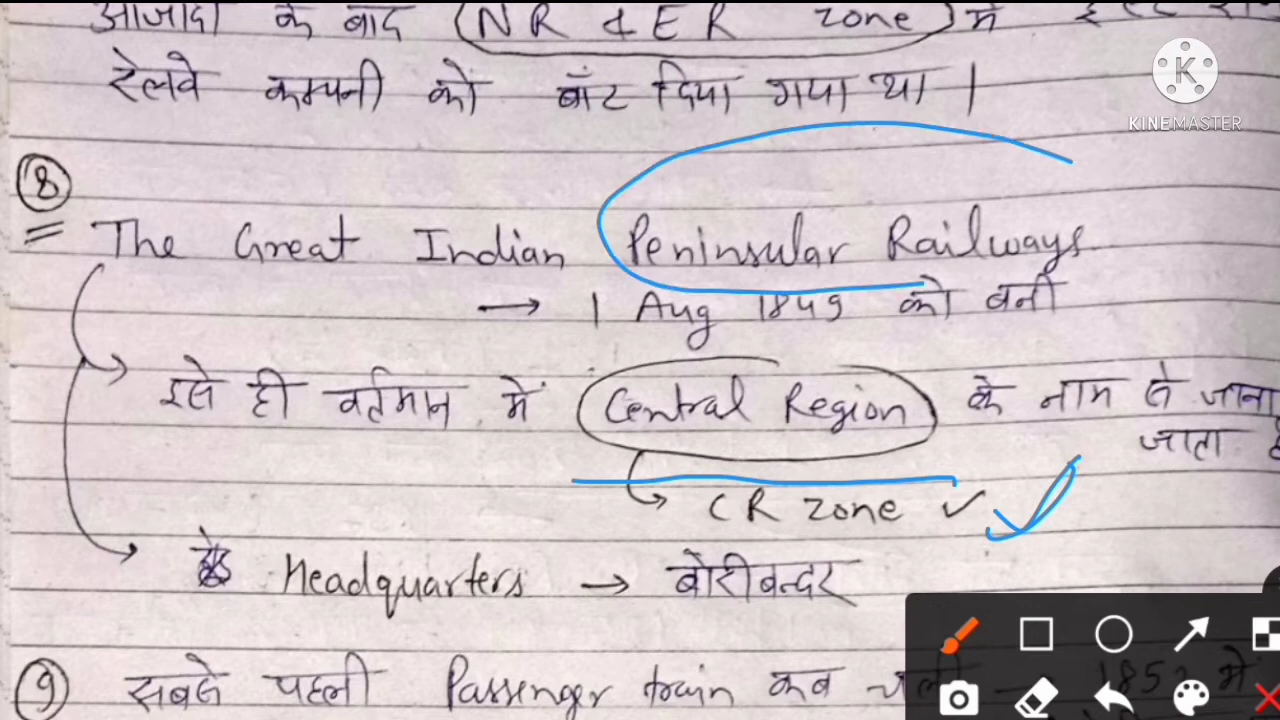 आजादी के बाद (NR & ER zone) में
रेलवे कम्पनी को बाँट दिया गया था |
KINEMASTER
(8) The Great Indian Peninsular Railways
→ 1 Aug 1849 को बनी
इसे ही वर्तमान में Central Region के नाम से जाना
जाता है
CR zone ✓
Headquarters → बोरीबन्दर
(9) सबसे पहली Passenger train कब चली